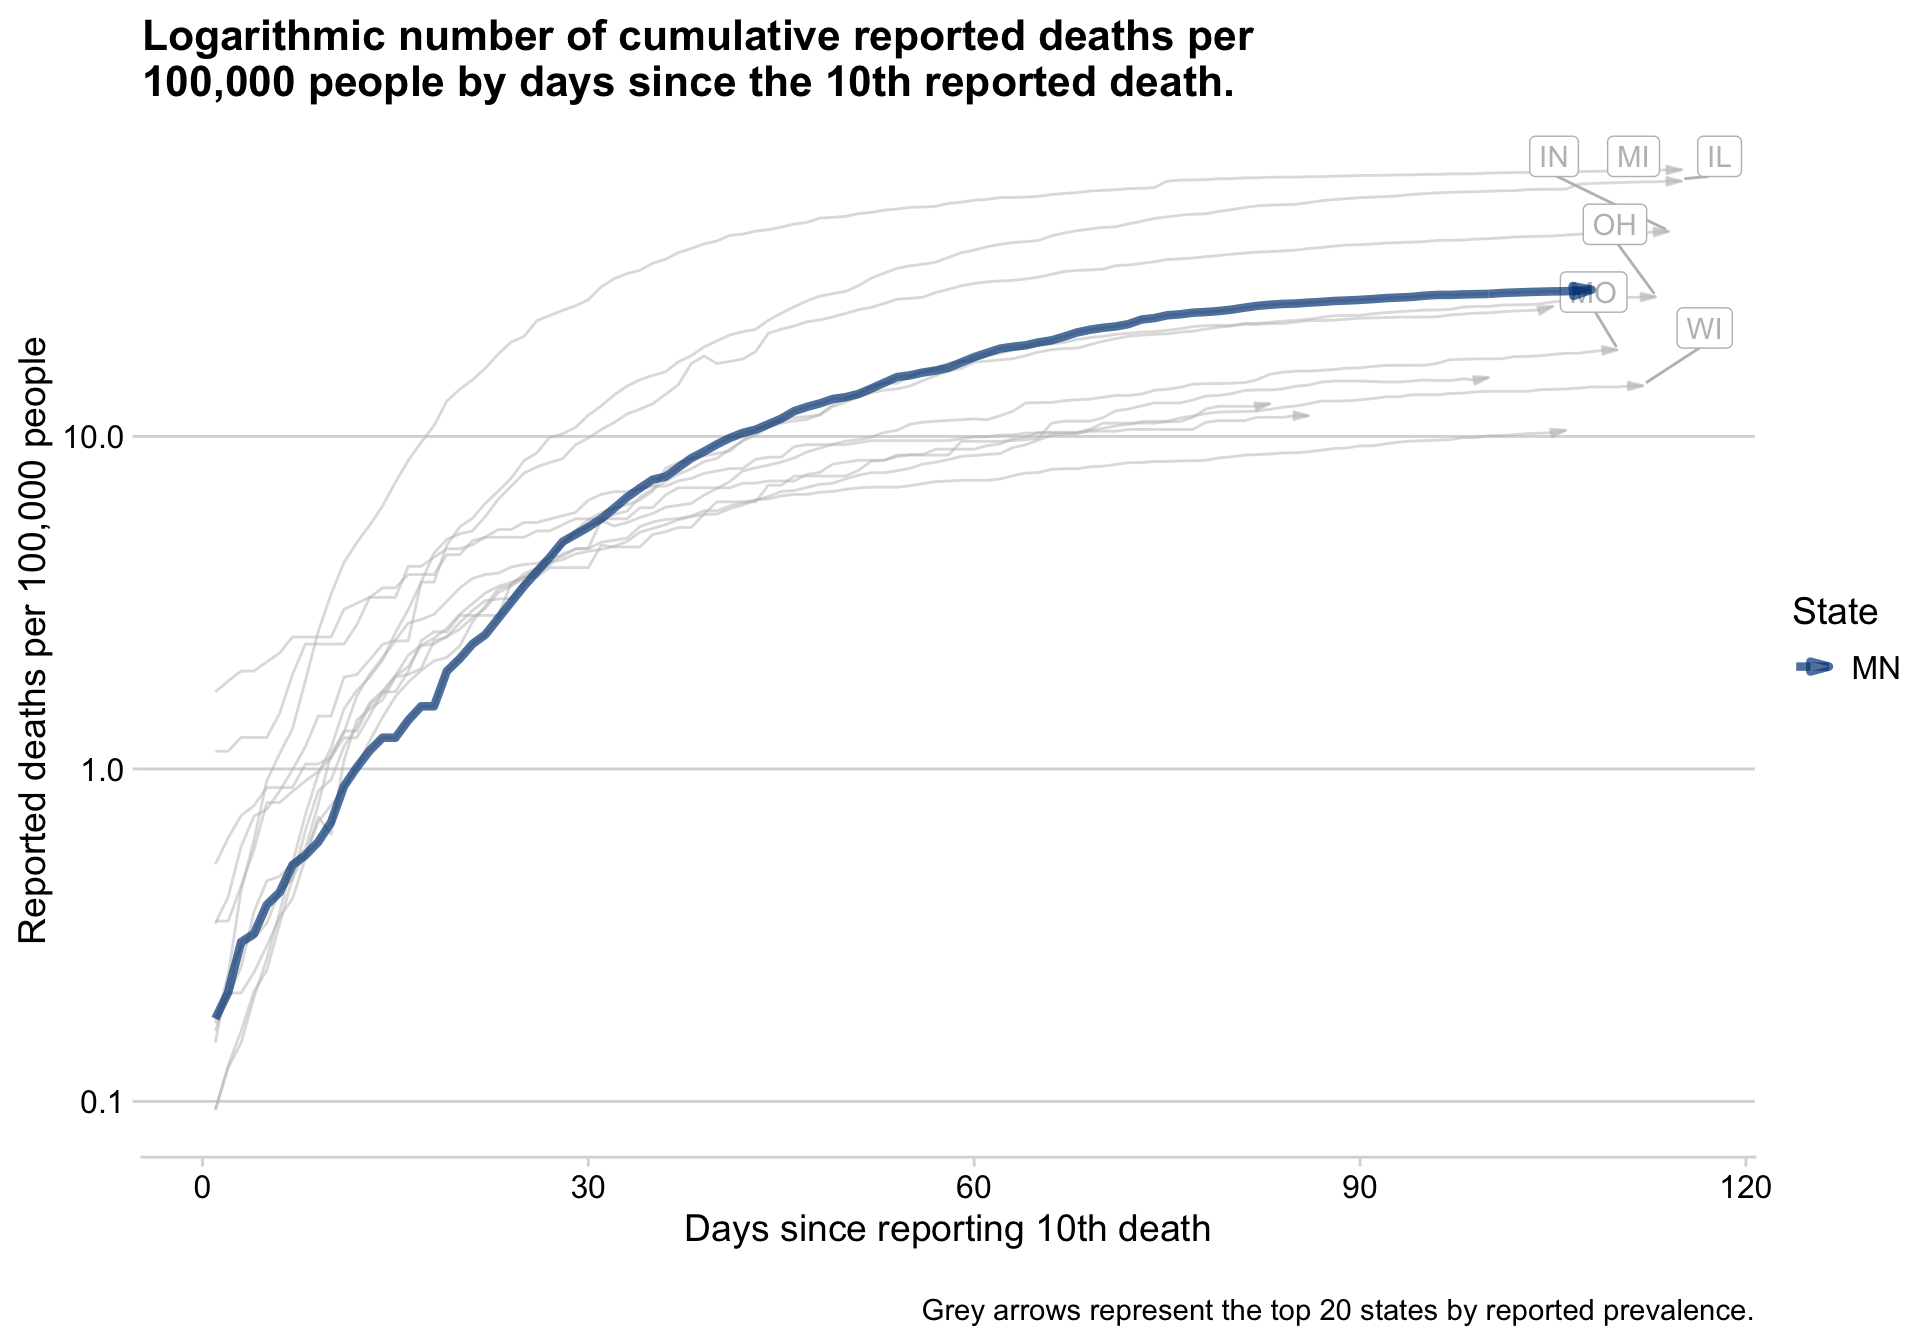 Logarithmic number of cumulative reported deaths per
100,000 people by days since the 10th reported death.
IN MI IL
OH
MO
WI
Reported deaths per 100,000 people
10.0
1.0
0.1
State
MN
0 30 60 90 120
Days since reporting 10th death
Grey arrows represent the top 20 states by reported prevalence.